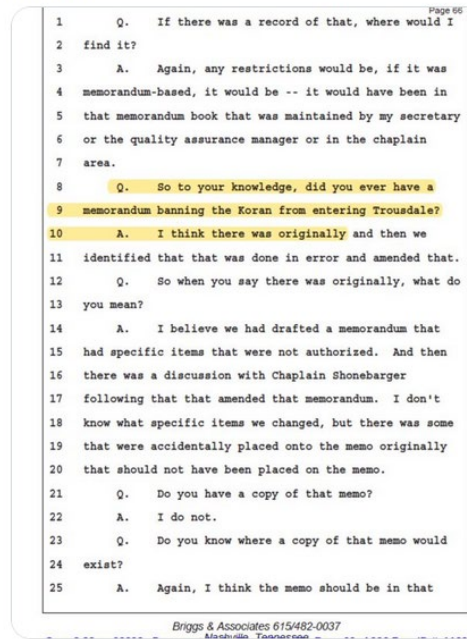 Page 66
1 Q. If there was a record of that, where would I
2 find it?
3 A. Again, any restrictions would be, if it was
4 memorandum-based, it would be -- it would have been in
5 that memorandum book that was maintained by my secretary
6 or the quality assurance manager or in the chaplain
7 area.
8 Q. So to your knowledge, did you ever have a
9 memorandum banning the Koran from entering Trousdale?
10 A. I think there was originally and then we
11 identified that that was done in error and amended that.
12 Q. So when you say there was originally, what do
13 you mean?
14 A. I believe we had drafted a memorandum that
15 had specific items that were not authorized. And then
16 there was a discussion with Chaplain Shonebarger
17 following that that amended that memorandum. I don't
18 know what specific items we changed, but there was some
19 that were accidentally placed onto the memo originally
20 that should not have been placed on the memo.
21 Q. Do you have a copy of that memo?
22 A. I do not.
23 Q. Do you know where a copy of that memo would
24 exist?
25 A. Again, I think the memo should be in that
Briggs & Associates 615/482-0037
Nashville, Tennessee